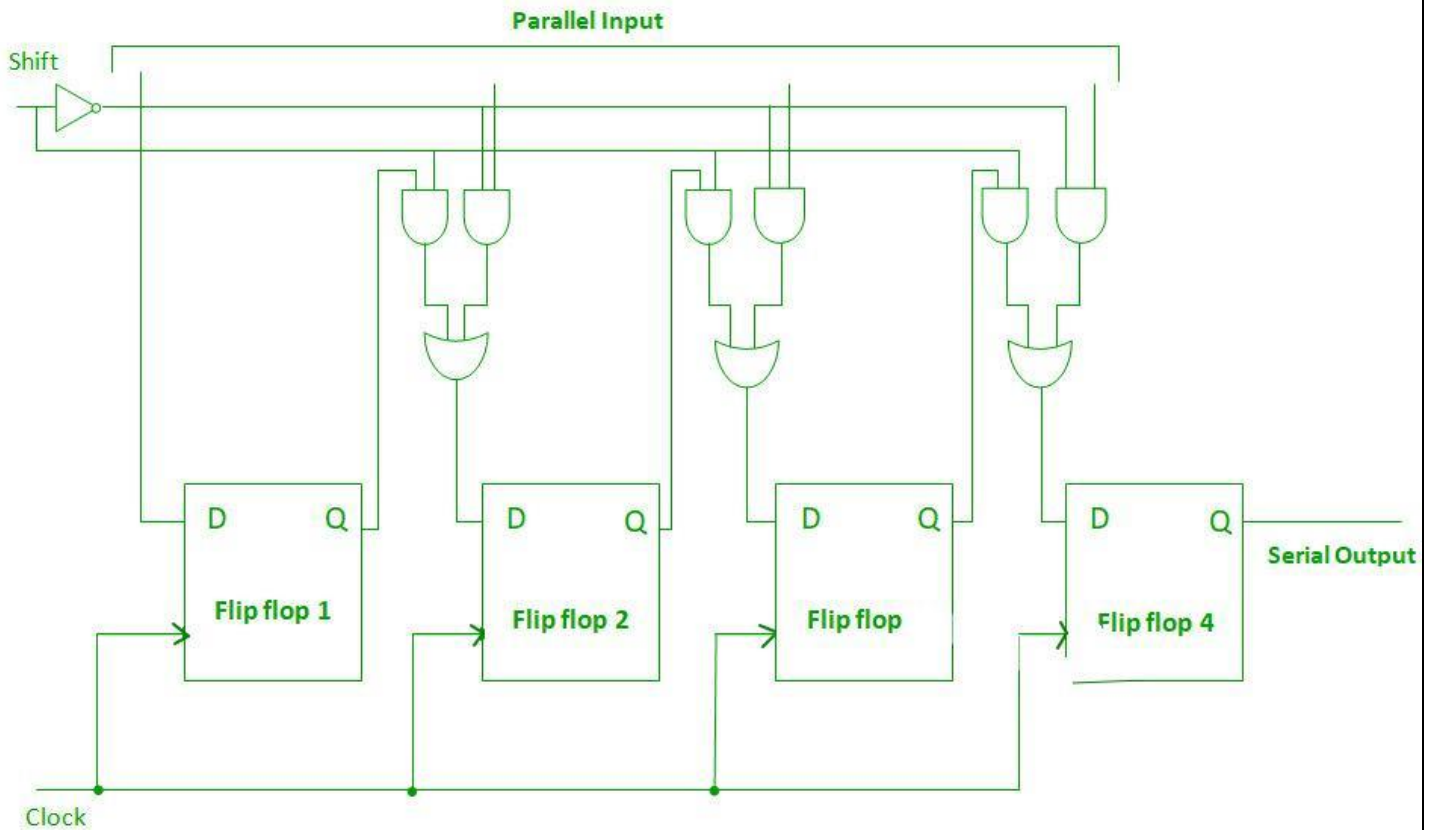 Parallel Input
Shift
D Q
D Q
D Q
D Q
Serial Output
Flip flop 1
Flip flop 2
Flip flop
Flip flop 4
Clock